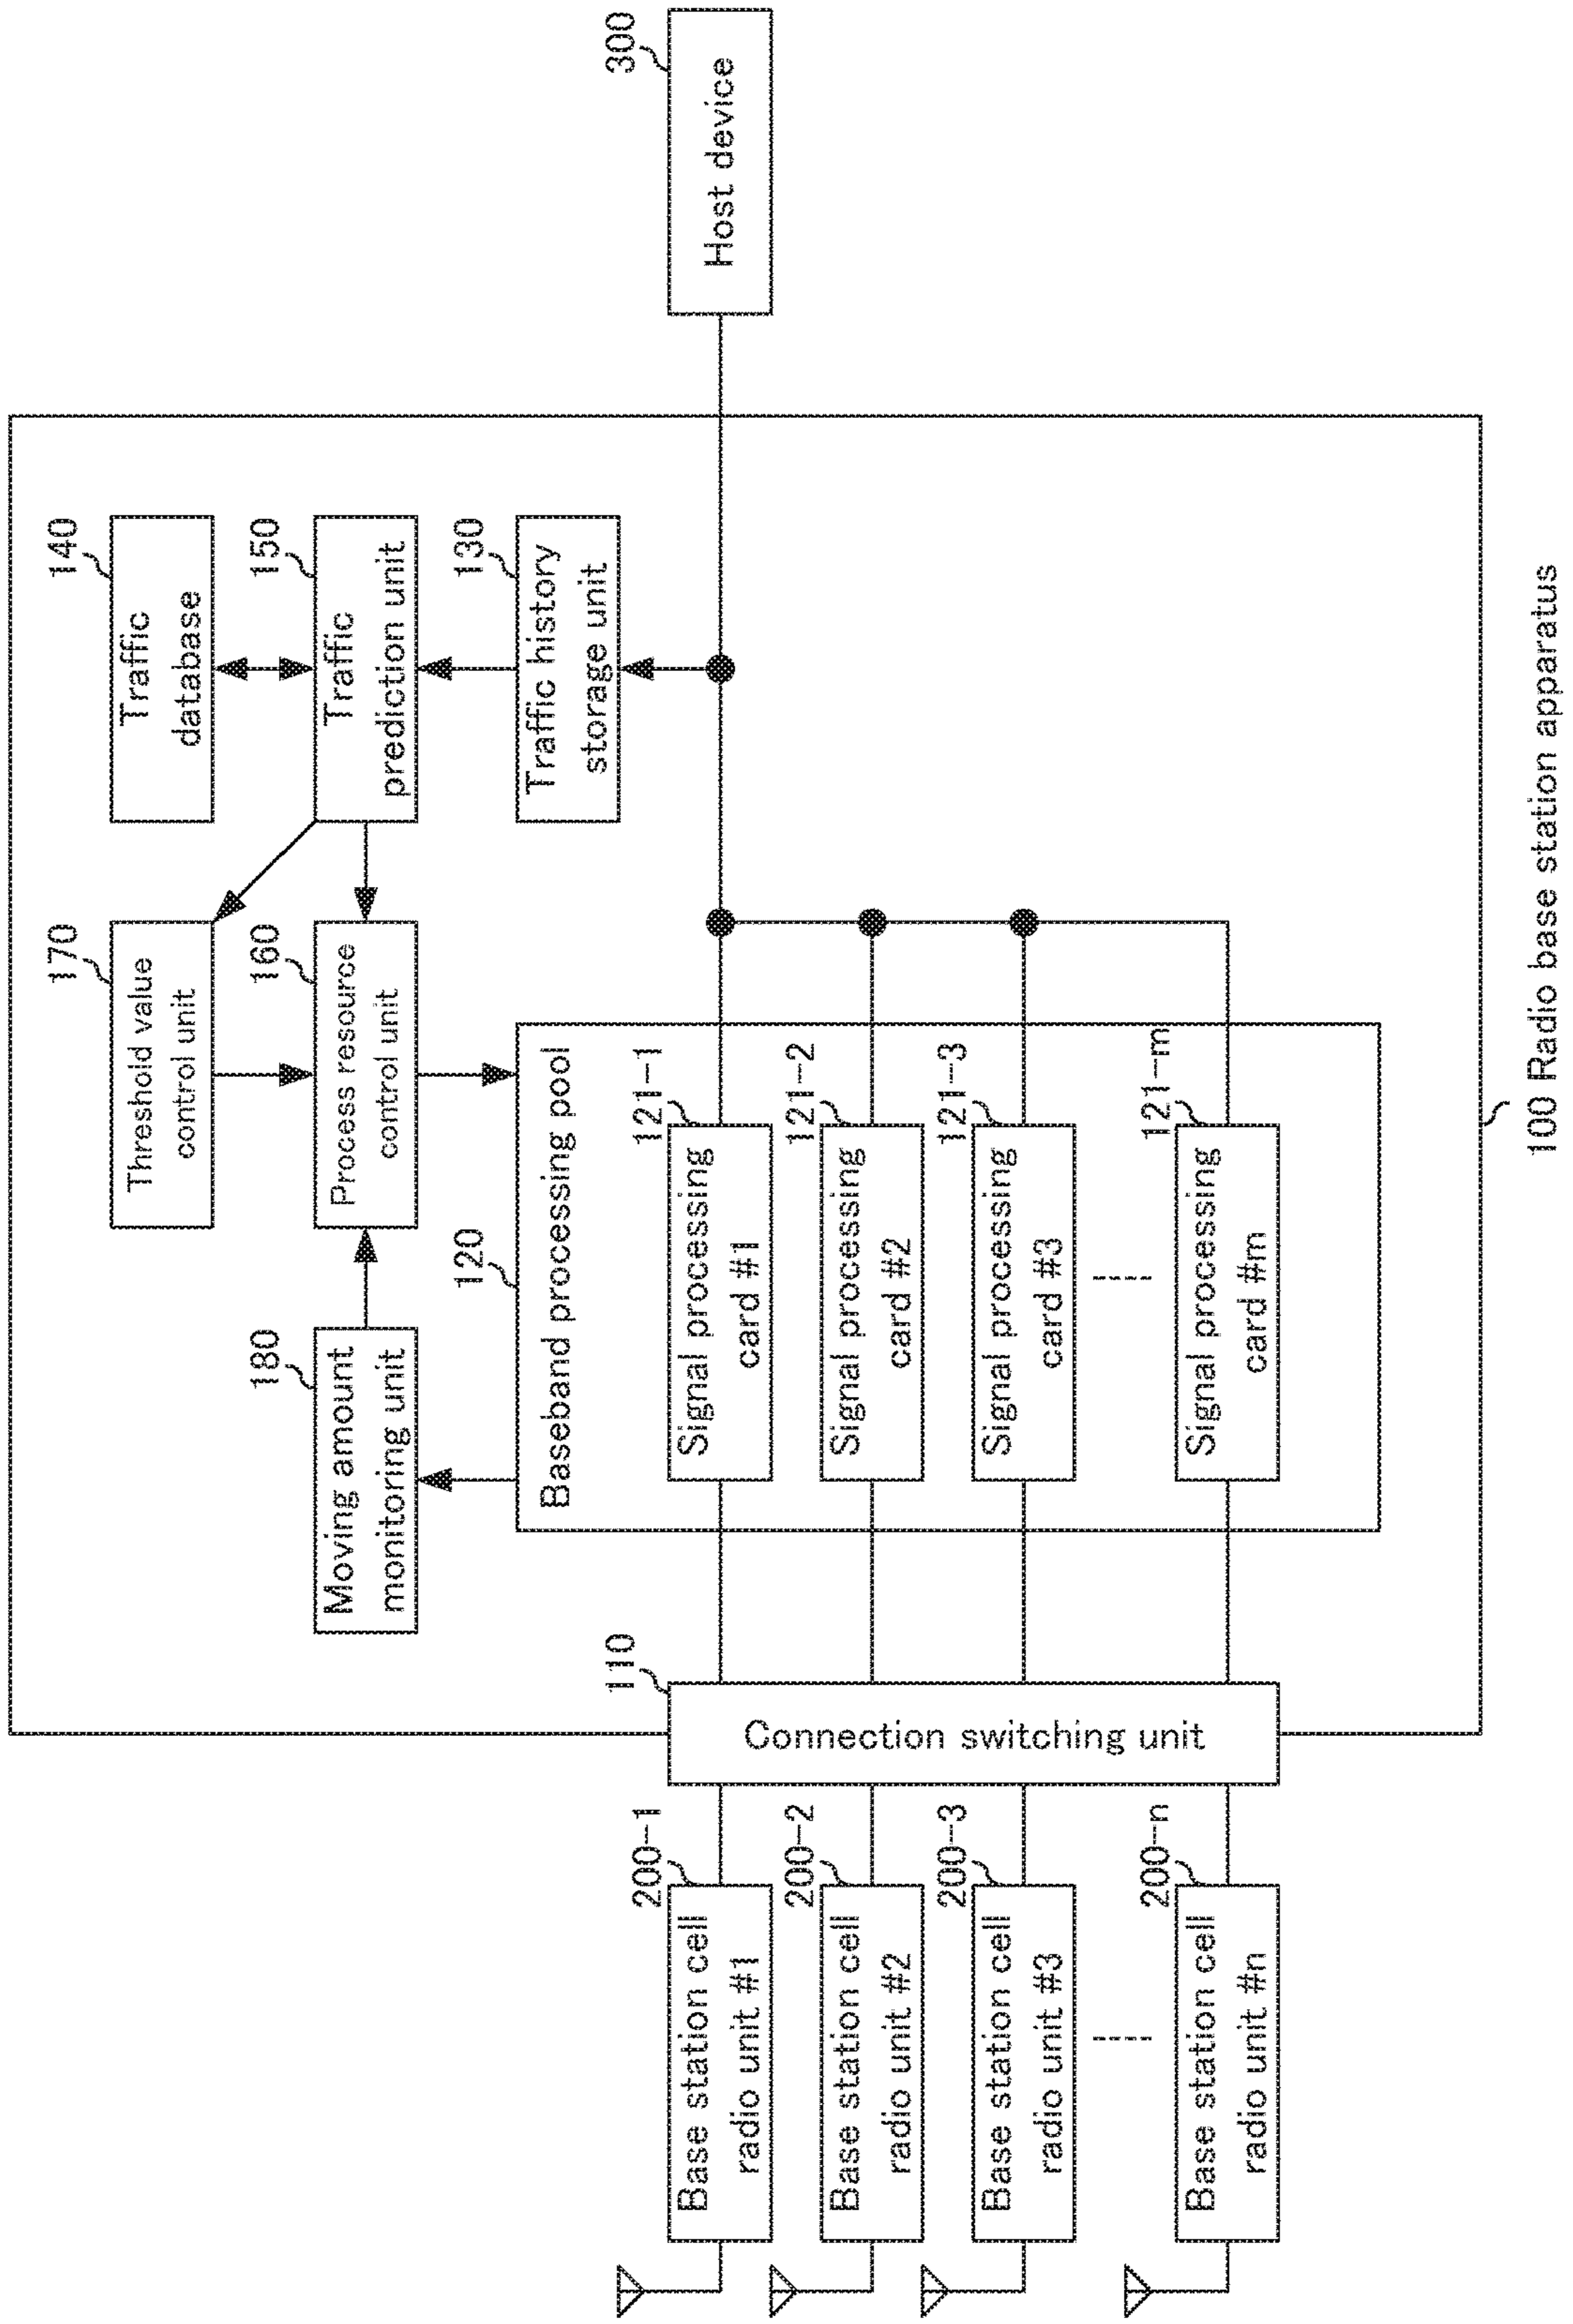 140
Traffic
database
150
Traffic
prediction unit
130
Traffic history
storage unit
170
Threshold value
control unit
160
Process resource
control unit
180
Moving amount
monitoring unit
120
Baseband processing pool
300
Host device
110
Connection switching unit
200-1
Base station cell
radio unit #1
121-1
Signal processing
card #1
200-2
Base station cell
radio unit #2
121-2
Signal processing
card #2
200-3
Base station cell
radio unit #3
121-3
Signal processing
card #3
200-n
Base station cell
radio unit #n
121-m
Signal processing
card #m
100 Radio base station apparatus